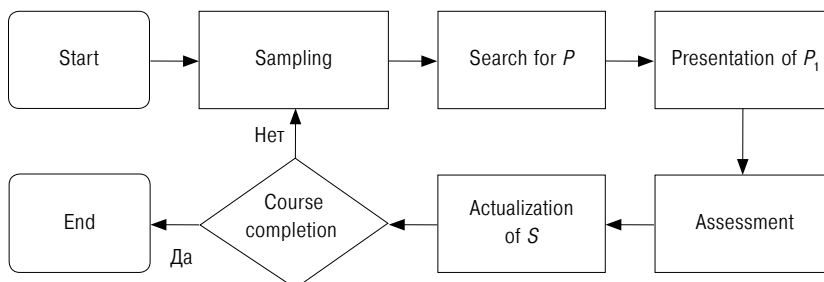 Start
Sampling
Search for P
Presentation of P₁
Нет
End
Course
completion
Actualization
of S
Assessment
Да